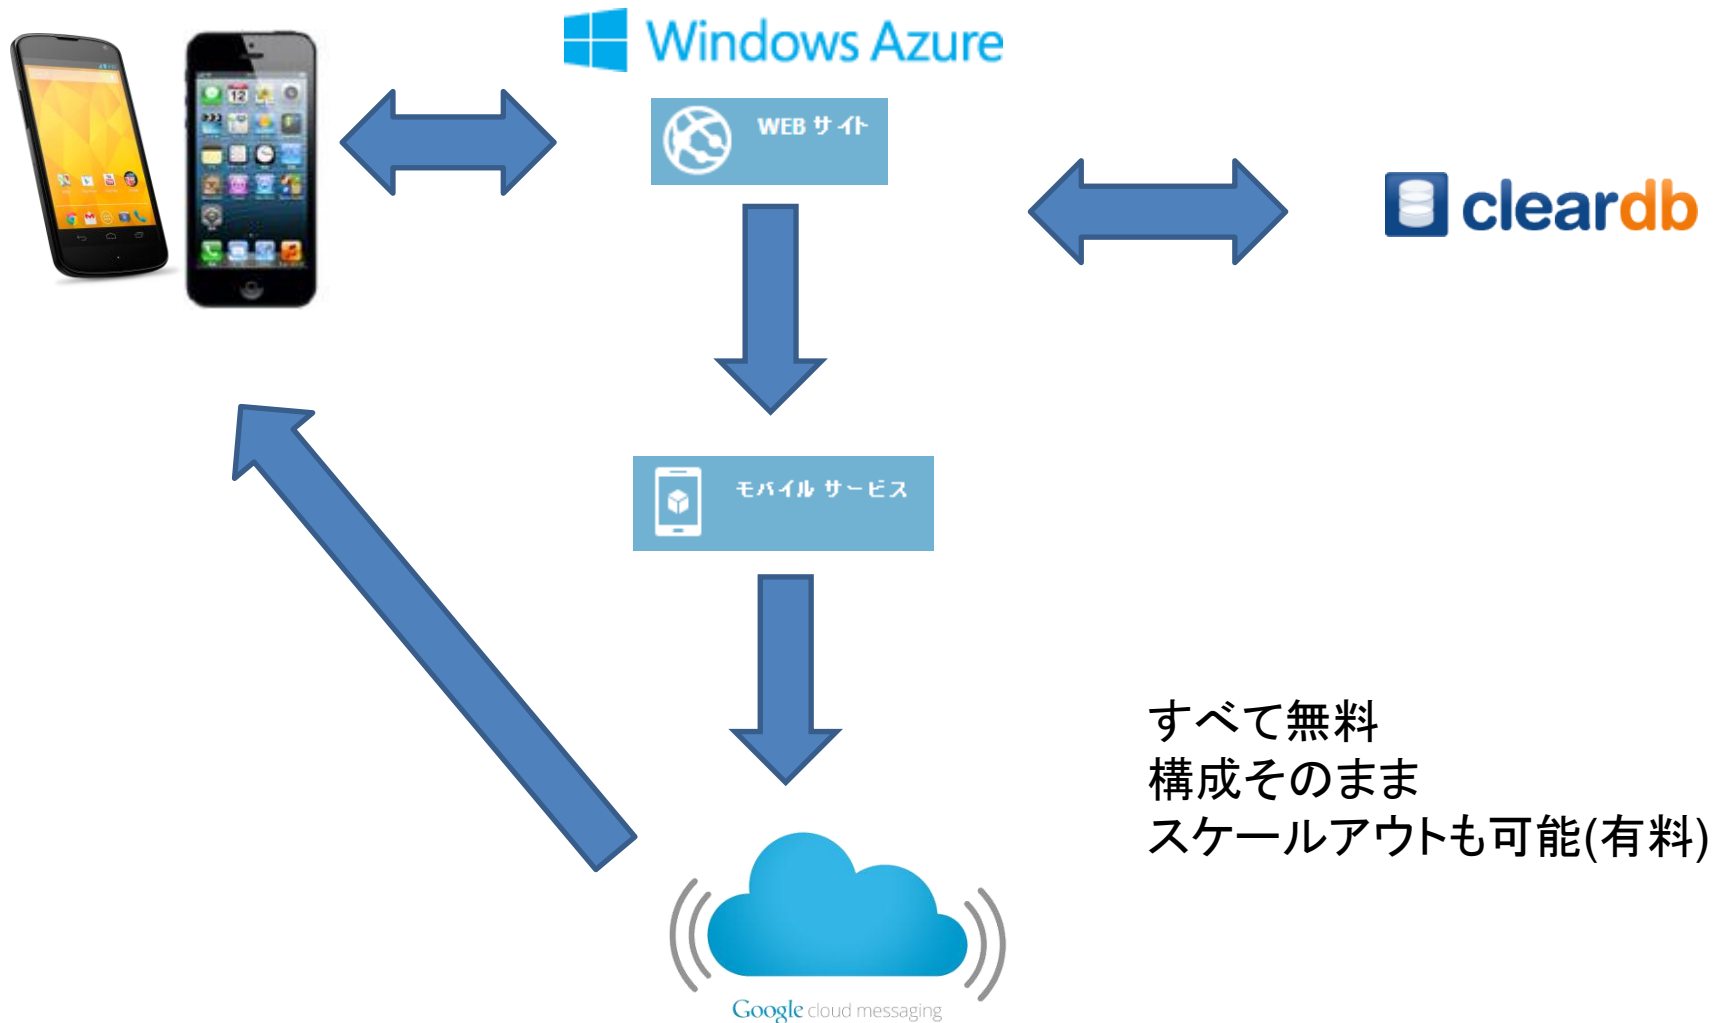 Windows Azure
WEB サイト
cleardb
モバイル サービス
すべて無料
構成そのまま
スケールアウトも可能(有料)
Google cloud messaging